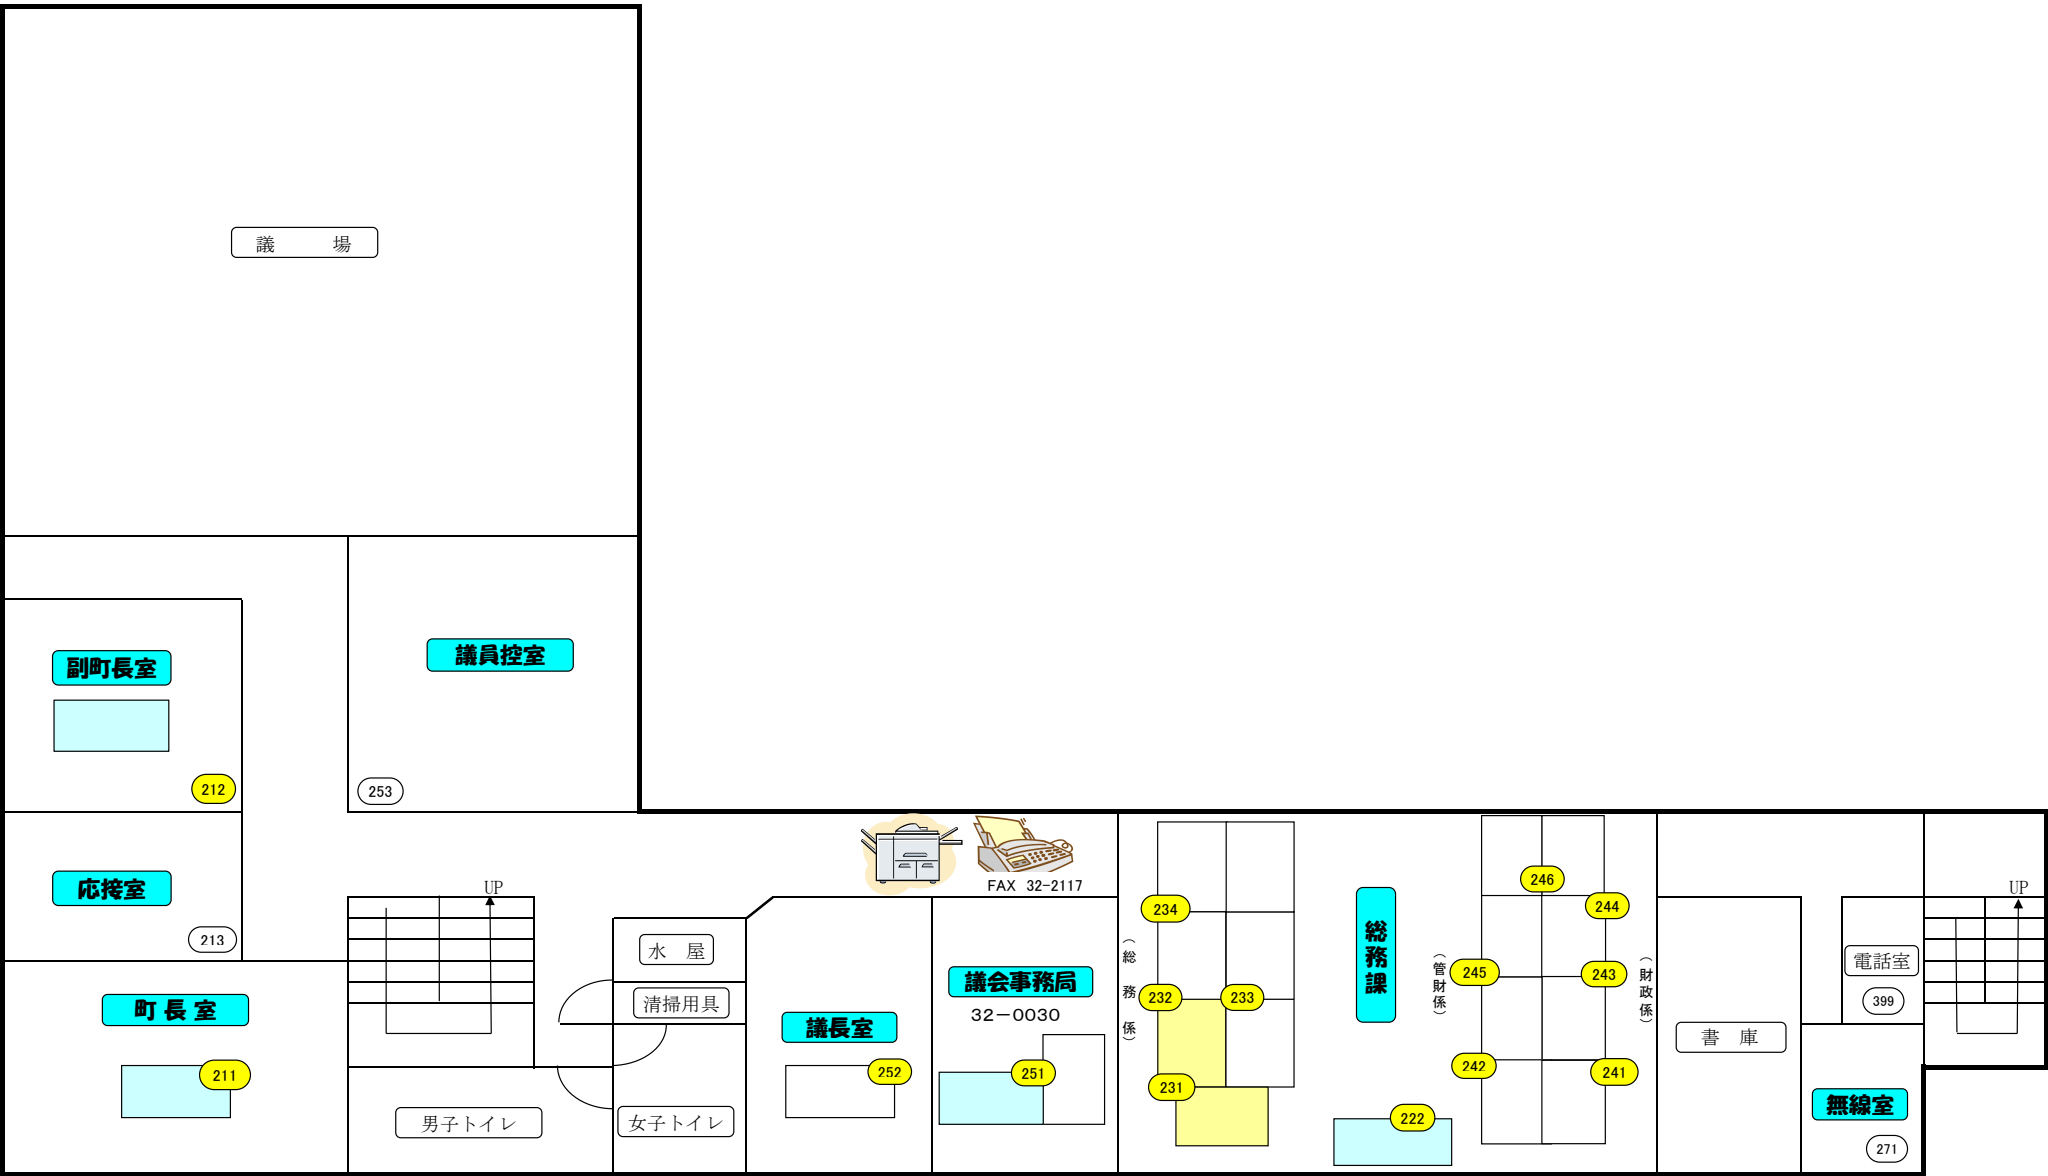 議　　　場
副町長室
議員控室
212
253
応接室
213
UP
町 長 室
211
男子トイレ
水　屋
清掃用具
女子トイレ
議長室
252
FAX 32-2117
議会事務局
32－0030
251
（総　務　係）
234
232
233
231
総務課
222
（管財係）
246
244
245
243
242
241
（財政係）
書　庫
電話室
399
UP
無線室
271